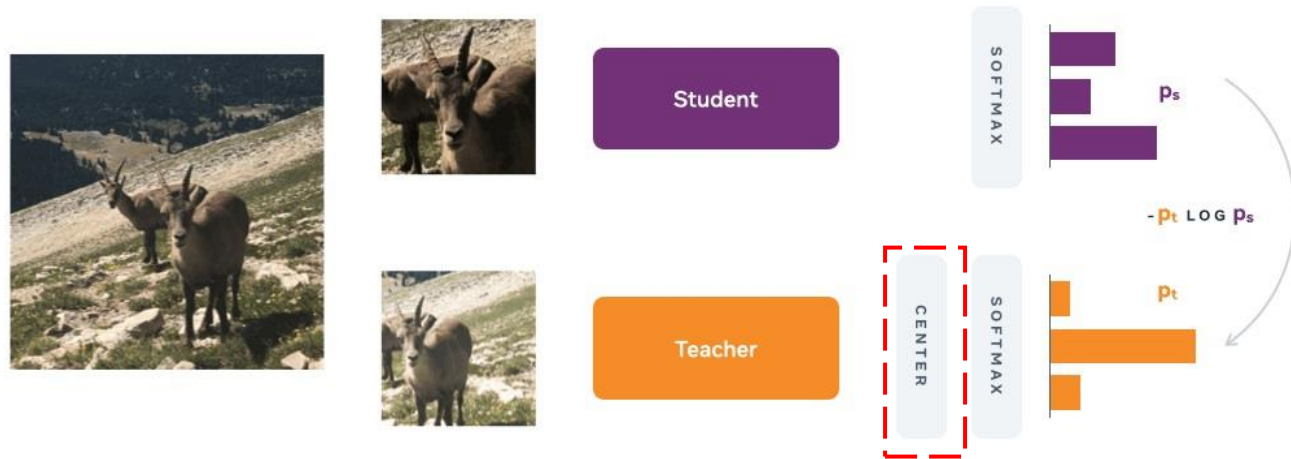 Student
SOFTMAX
ps
-pt LOG ps
Teacher
CENTER
SOFTMAX
pt